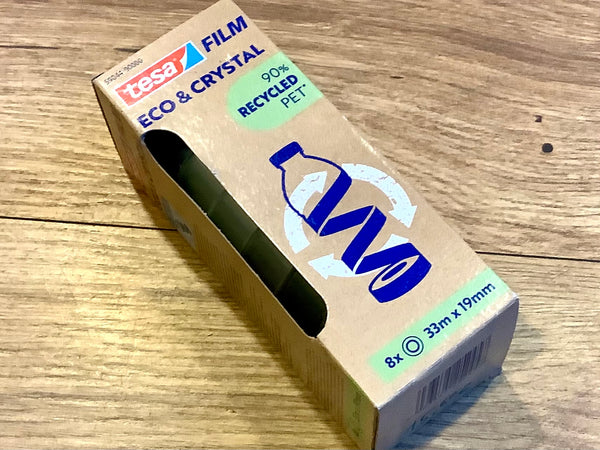 tesa FILM
ECO & CRYSTAL
90%
RECYCLED
PET*
8x 33m x 19mm